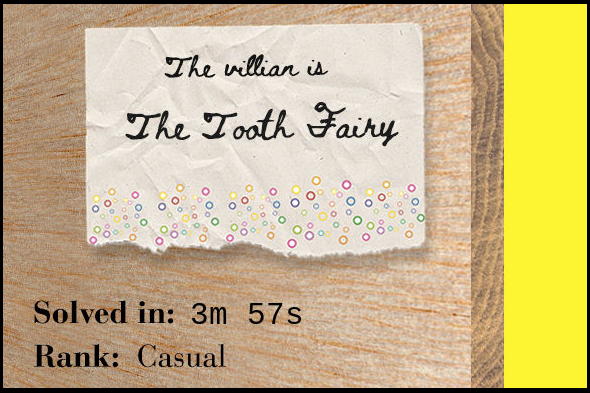 The villian is
The Tooth Fairy
Solved in: 3m 57s
Rank: Casual